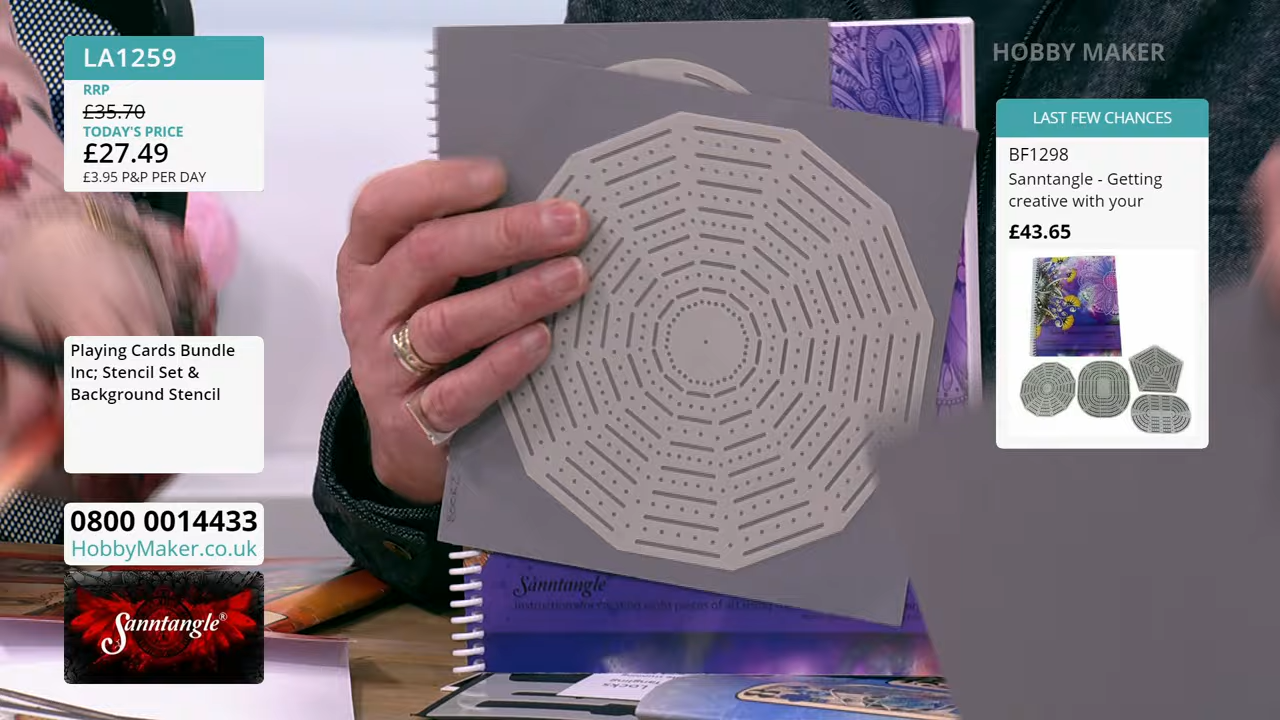 LA1259
RRP
£35.70
TODAY'S PRICE
£27.49
£3.95 P&P PER DAY
Playing Cards Bundle
Inc; Stencil Set &
Background Stencil
0800 0014433
HobbyMaker.co.uk
Sanntangle®
HOBBY MAKER
LAST FEW CHANCES
BF1298
Sanntangle - Getting
creative with your
£43.65
Sanntangle
Locks